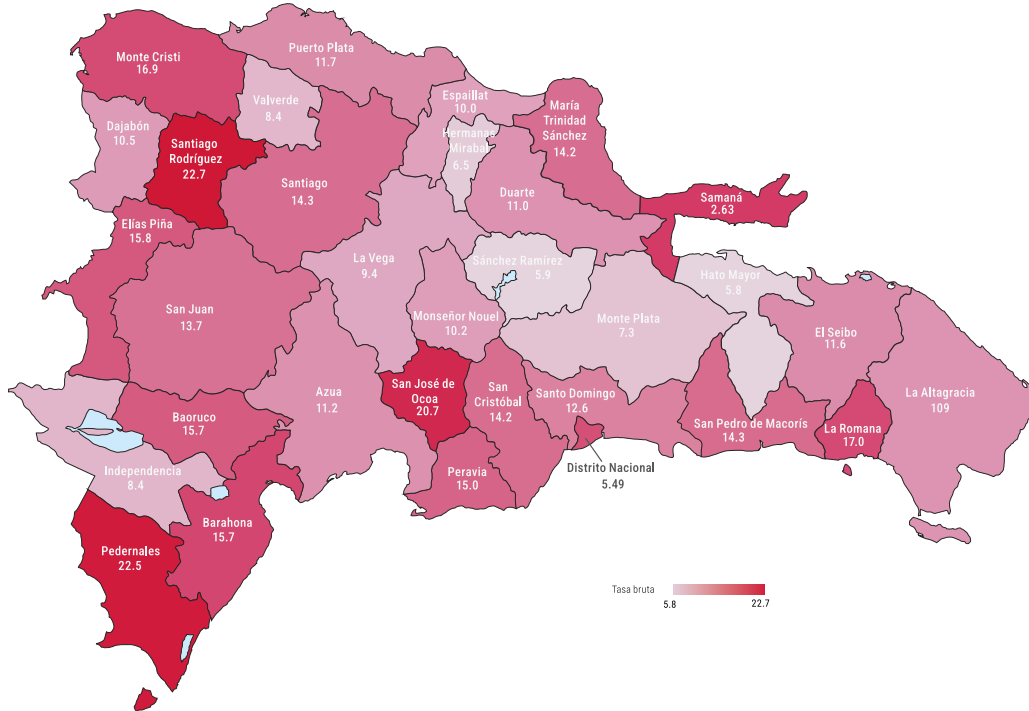 Puerto Plata
11.7
Monte Cristi
16.9
Valverde
8.4
Espaillat
10.0
María
Trinidad
Sánchez
14.2
Dajabón
10.5
Hermanas
Mirabal
6.5
Santiago
Rodríguez
22.7
Santiago
14.3
Duarte
11.0
Samaná
2.63
Elías Piña
15.8
La Vega
9.4
Sánchez Ramírez
5.9
Hato Mayor
5.8
San Juan
13.7
Monseñor Nouel
10.2
Monte Plata
7.3
El Seibo
11.6
Azua
11.2
San José de
Ocoa
20.7
San
Cristóbal
14.2
Santo Domingo
12.6
La Altagracia
109
Baoruco
15.7
San Pedro de Macorís
14.3
La Romana
17.0
Independencia
8.4
Peravia
15.0
Distrito Nacional
5.49
Barahona
15.7
Pedernales
22.5
Tasa bruta
5.8
22.7